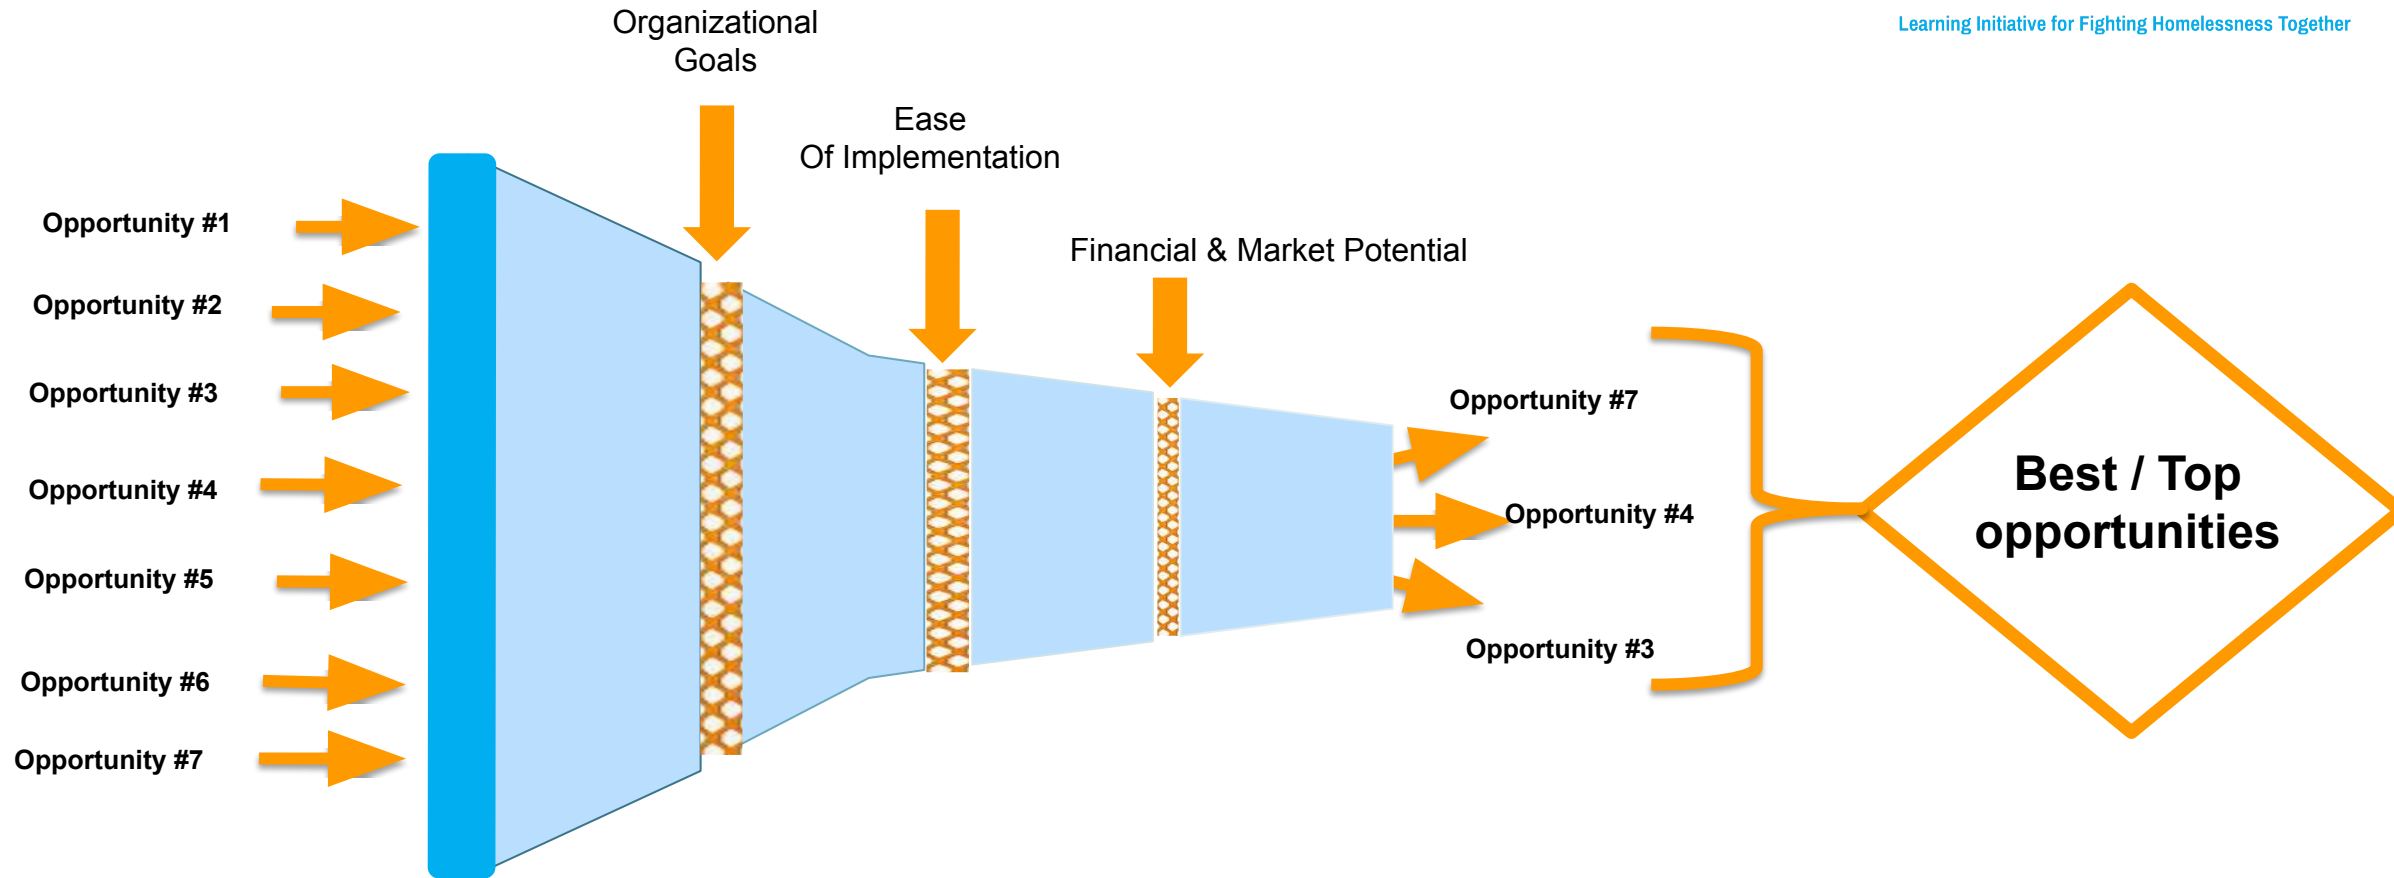 Learning Initiative for Fighting Homelessness Together
Organizational
Goals
Ease
Of Implementation
Financial & Market Potential
Opportunity #1
Opportunity #2
Opportunity #3
Opportunity #4
Opportunity #5
Opportunity #6
Opportunity #7
Opportunity #7
Opportunity #4
Opportunity #3
Best / Top
opportunities